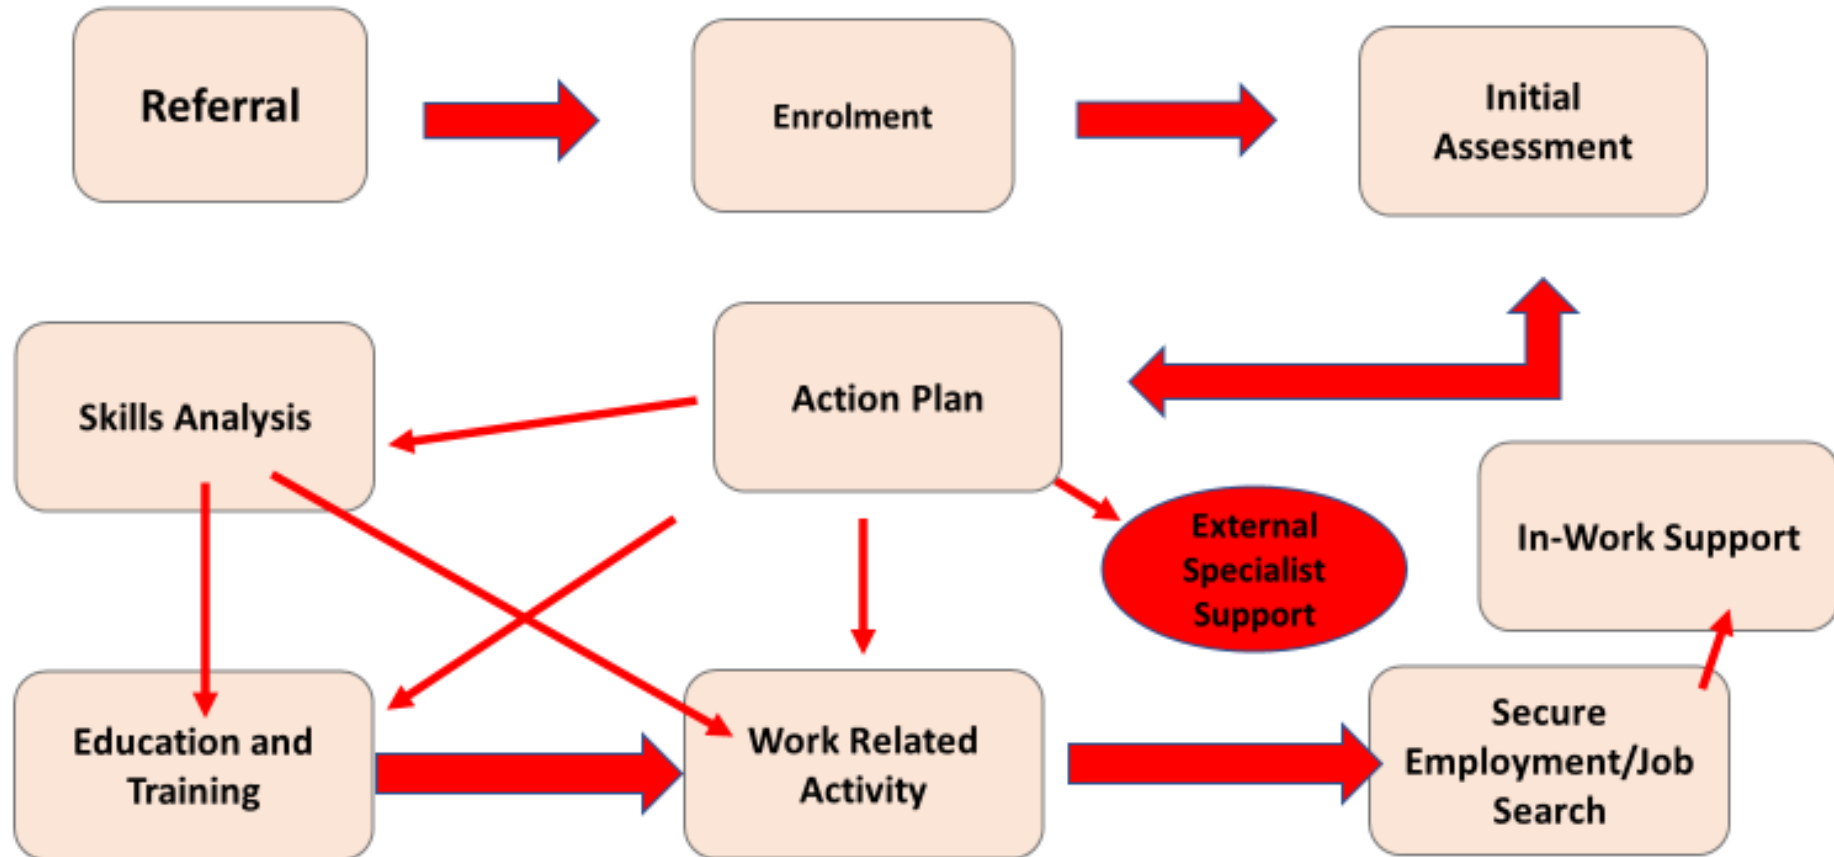 Referral
Enrolment
Initial
Assessment
Skills Analysis
Action Plan
External
Specialist
Support
In-Work Support
Education and
Training
Work Related
Activity
Secure
Employment/Job
Search